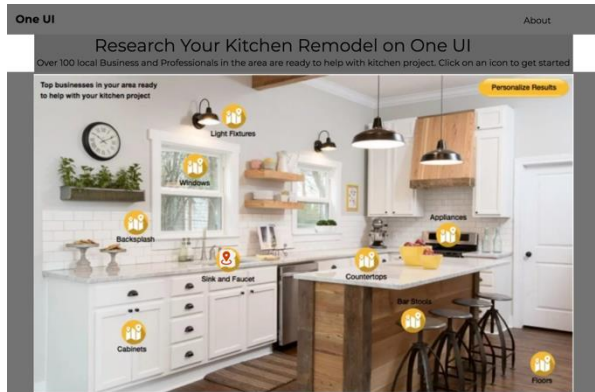 One UI
About
Research Your Kitchen Remodel on One UI
Over 100 local Business and Professionals in the area are ready to help with kitchen project. Click on an icon to get started
Top businesses in your area ready
to help with your kitchen project
Personalize Results
Light Fixtures
Windows
Appliances
Backsplash
Sink and Faucet
Countertops
Bar Stools
Cabinets
Floors